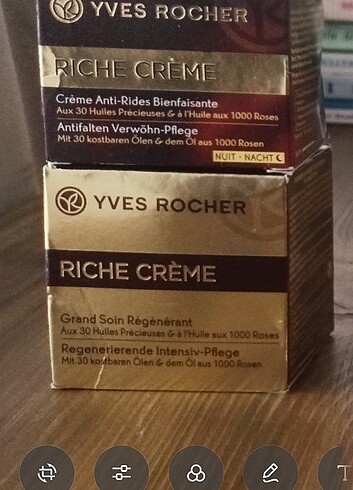 YVES ROCHER
RICHE CRÈME
Crème Anti-Rides Bienfaisante
Aux 30 Huiles Précieuses & à l'Huile aux 1000 Roses
Antifalten Verwöhn-Pflege
Mit 30 kostbaren Ölen & dem Öl aus 1000 Rosen
NUIT • NACHT
YVES ROCHER
RICHE CRÈME
Grand Soin Régénérant
Aux 30 Huiles Précieuses & à l'Huile aux 1000 Roses
Regenerierende Intensiv-Pflege
Mit 30 kostbaren Ölen & dem Öl aus 1000 Rosen
T